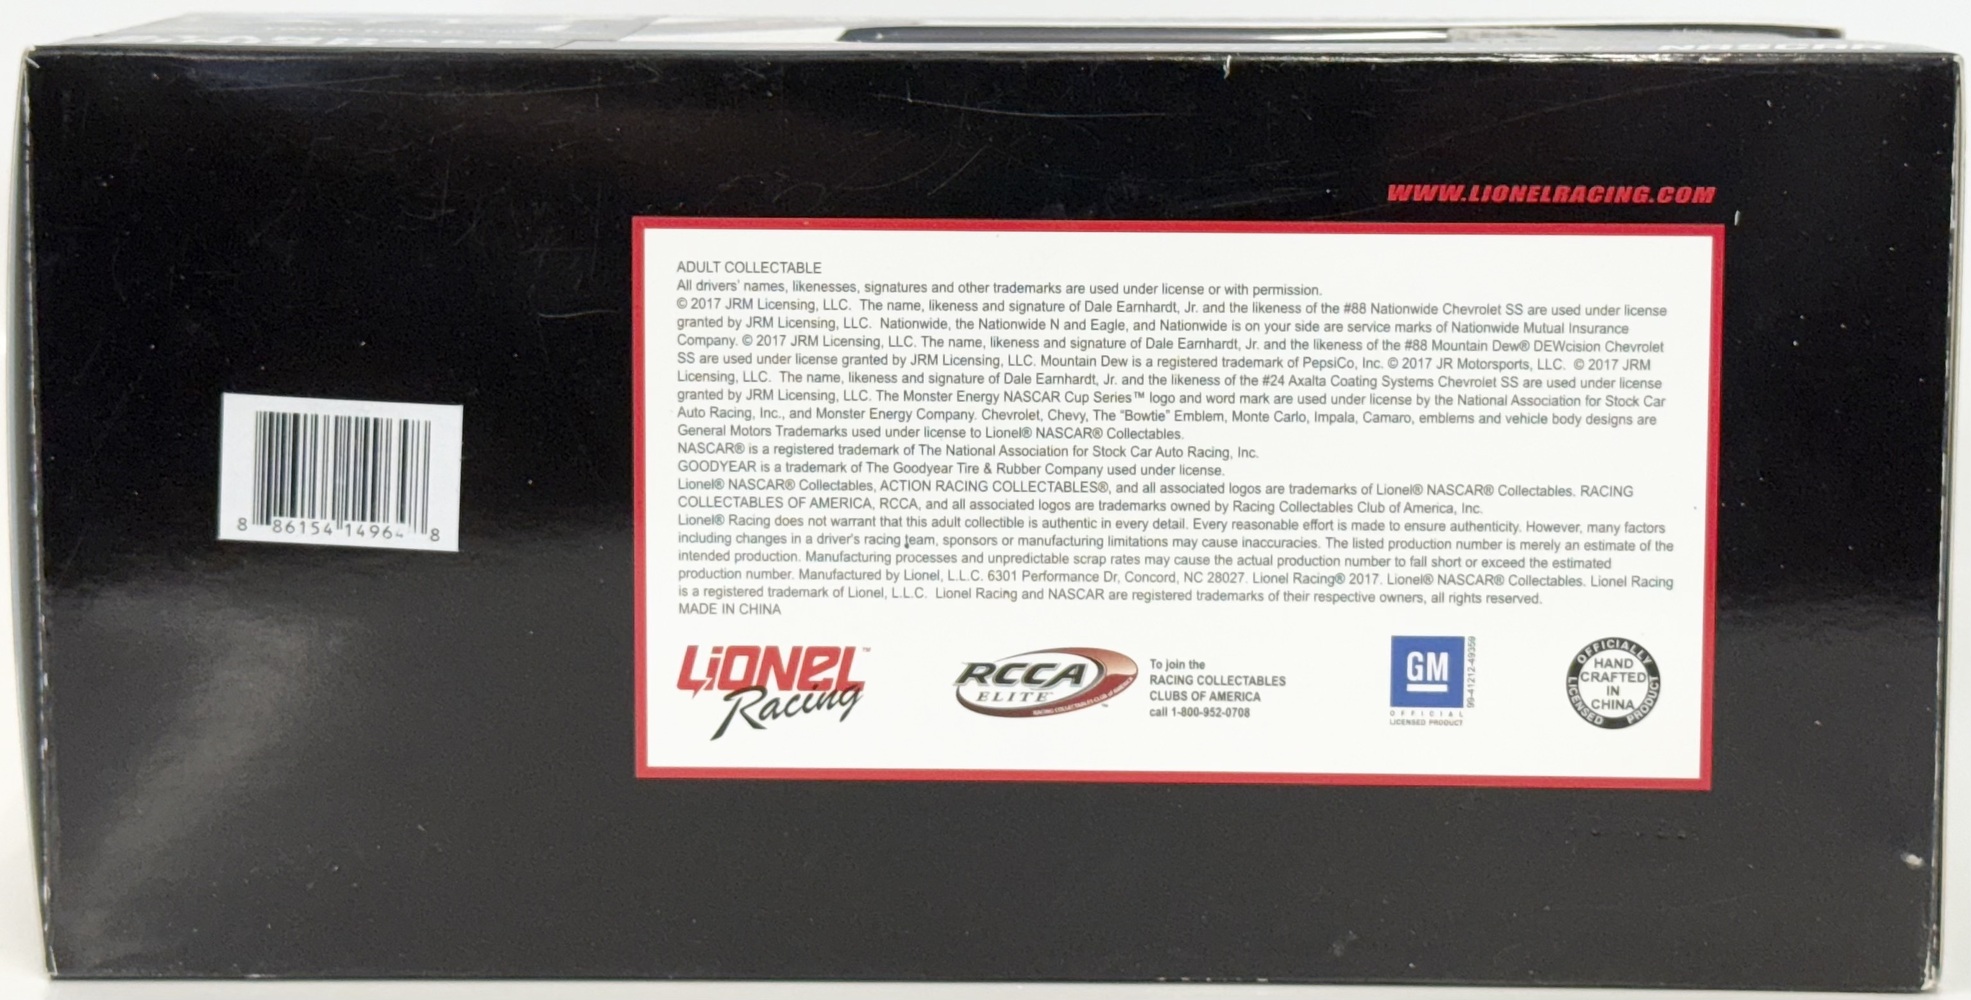 NASCAR
WWW.LIONELRACING.COM
ADULT COLLECTABLE
All drivers' names, likenesses, signatures and other trademarks are used under license or with permission.
© 2017 JRM Licensing, LLC. The name, likeness and signature of Dale Earnhardt, Jr. and the likeness of the #88 Nationwide Chevrolet SS are used under license
granted by JRM Licensing, LLC. Nationwide, the Nationwide N and Eagle, and Nationwide is on your side are service marks of Nationwide Mutual Insurance
Company. © 2017 JRM Licensing, LLC. The name, likeness and signature of Dale Earnhardt, Jr. and the likeness of the #88 Mountain Dew® DEWcision Chevrolet
SS are used under license granted by JRM Licensing, LLC. Mountain Dew is a registered trademark of PepsiCo, Inc. © 2017 JR Motorsports, LLC. © 2017 JRM
Licensing, LLC. The name, likeness and signature of Dale Earnhardt, Jr. and the likeness of the #24 Axalta Coating Systems Chevrolet SS are used under license
granted by JRM Licensing, LLC. The Monster Energy NASCAR Cup Series™ logo and word mark are used under license by the National Association for Stock Car
Auto Racing, Inc., and Monster Energy Company. Chevrolet, Chevy, The "Bowtie" Emblem, Monte Carlo, Impala, Camaro, emblems and vehicle body designs are
General Motors Trademarks used under license to Lionel® NASCAR® Collectables.
NASCAR® is a registered trademark of The National Association for Stock Car Auto Racing, Inc.
GOODYEAR is a trademark of The Goodyear Tire & Rubber Company used under license.
Lionel® NASCAR® Collectables, ACTION RACING COLLECTABLES®, and all associated logos are trademarks of Lionel® NASCAR® Collectables. RACING
COLLECTABLES OF AMERICA, RCCA, and all associated logos are trademarks owned by Racing Collectables Club of America, Inc.
Lionel® Racing does not warrant that this adult collectible is authentic in every detail. Every reasonable effort is made to ensure authenticity. However, many factors
including changes in a driver's racing team, sponsors or manufacturing limitations may cause inaccuracies. The listed production number is merely an estimate of the
intended production. Manufacturing processes and unpredictable scrap rates may cause the actual production number to fall short or exceed the estimated
production number. Manufactured by Lionel, L.L.C. 6301 Performance Dr, Concord, NC 28027. Lionel Racing® 2017. Lionel® NASCAR® Collectables. Lionel Racing
is a registered trademark of Lionel, L.L.C. Lionel Racing and NASCAR are registered trademarks of their respective owners, all rights reserved.
MADE IN CHINA
8 86154 14964 8
LIONEL™
Racing
RCCA
ELITE
RACING COLLECTABLES CLUB of AMERICA
™
To join the
RACING COLLECTABLES
CLUBS OF AMERICA
call 1-800-952-0708
GM
OFFICIAL
LICENSED PRODUCT
99-41212-49359
OFFICIALLY
LICENSED PRODUCT
HAND
CRAFTED
IN
CHINA